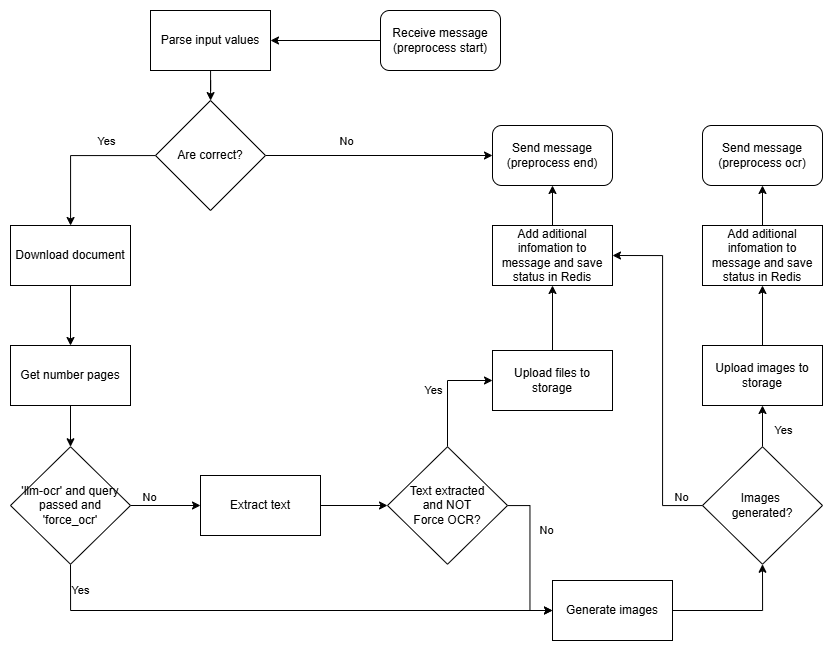 Parse input values
Receive message
(preprocess start)
Yes
Are correct?
No
Send message
(preprocess end)
Send message
(preprocess ocr)
Download document
Add aditional
infomation to
message and save
status in Redis
Add aditional
infomation to
message and save
status in Redis
Get number pages
Upload files to
storage
Upload images to
storage
Yes
Yes
'llm-ocr' and query
passed and
'force_ocr'
No
Extract text
Text extracted
and NOT
Force OCR?
No
No
Images
generated?
Yes
Generate images